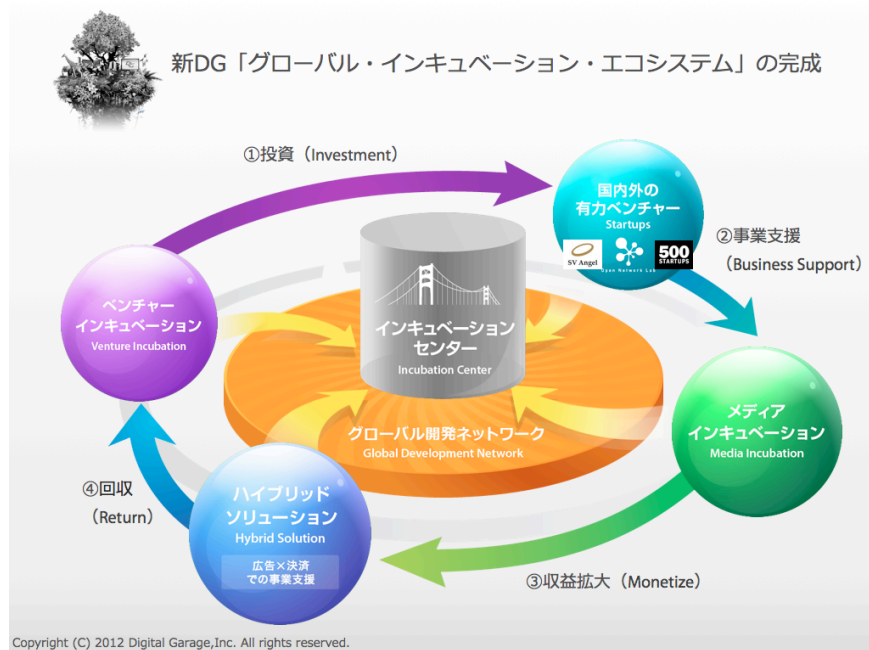 新DG「グローバル・インキュベーション・エコシステム」の完成
①投資（Investment）
国内外の
有力ベンチャー
Startups
SV Angel
Open Network Lab
500
STARTUPS
②事業支援
（Business Support）
ベンチャー
インキュベーション
Venture Incubation
インキュベーション
センター
Incubation Center
メディア
インキュベーション
Media Incubation
グローバル開発ネットワーク
Global Development Network
④回収
（Return）
ハイブリッド
ソリューション
Hybrid Solution
広告×決済
での事業支援
③収益拡大（Monetize）
Copyright (C) 2012 Digital Garage,Inc. All rights reserved.